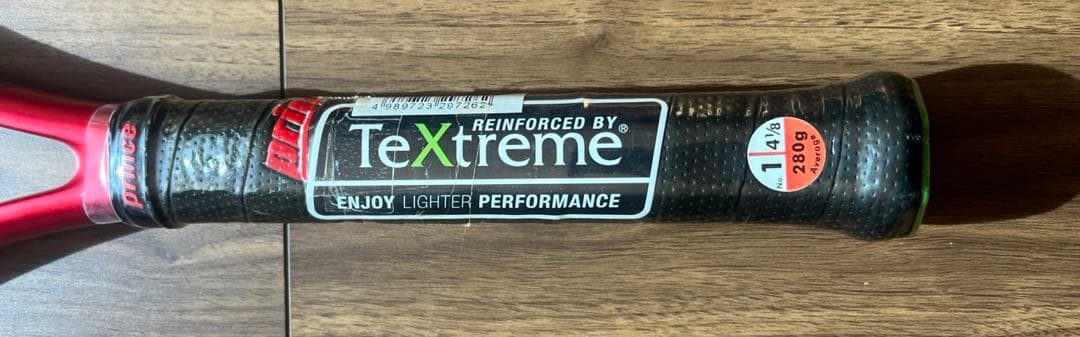 prince
4 989723 297262
REINFORCED BY
TeXtreme®
ENJOY LIGHTER PERFORMANCE
No. 1 4 1/8
280g
Average